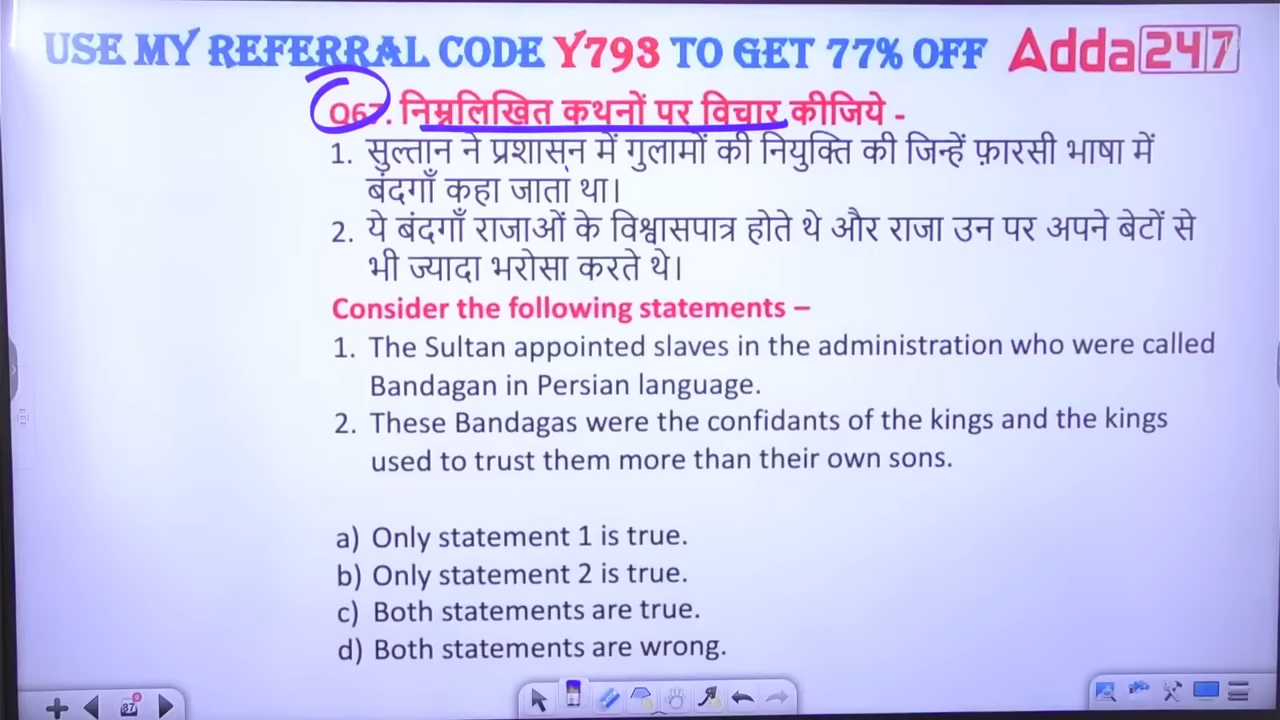 USE MY REFERRAL CODE Y793 TO GET 77% OFF Adda247
Q67. निम्नलिखित कथनों पर विचार कीजिये -
1. सुल्तान ने प्रशासन में गुलामों की नियुक्ति की जिन्हें फ़ारसी भाषा में
बंदगाँ कहा जाता था।
2. ये बंदगाँ राजाओं के विश्वासपात्र होते थे और राजा उन पर अपने बेटों से
भी ज्यादा भरोसा करते थे।
Consider the following statements –
1. The Sultan appointed slaves in the administration who were called
Bandagan in Persian language.
2. These Bandagas were the confidants of the kings and the kings
used to trust them more than their own sons.
a) Only statement 1 is true.
b) Only statement 2 is true.
c) Both statements are true.
d) Both statements are wrong.
87